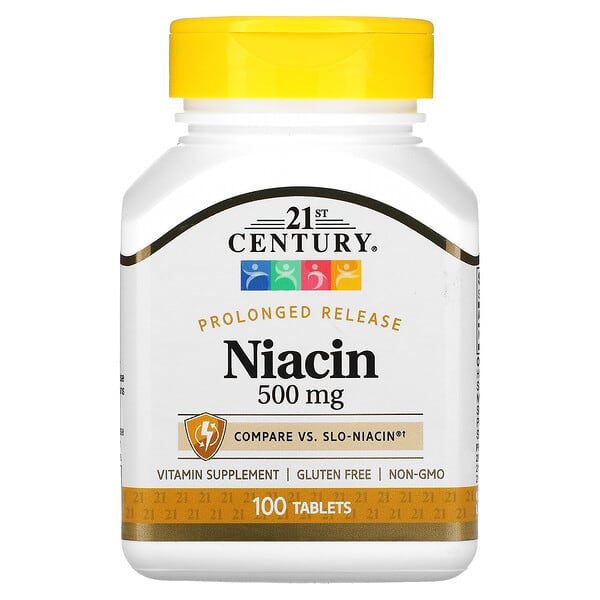 21ST
CENTURY®
PROLONGED RELEASE
Niacin
500 mg
COMPARE VS. SLO-NIACIN®†
VITAMIN SUPPLEMENT | GLUTEN FREE | NON-GMO
100 TABLETS